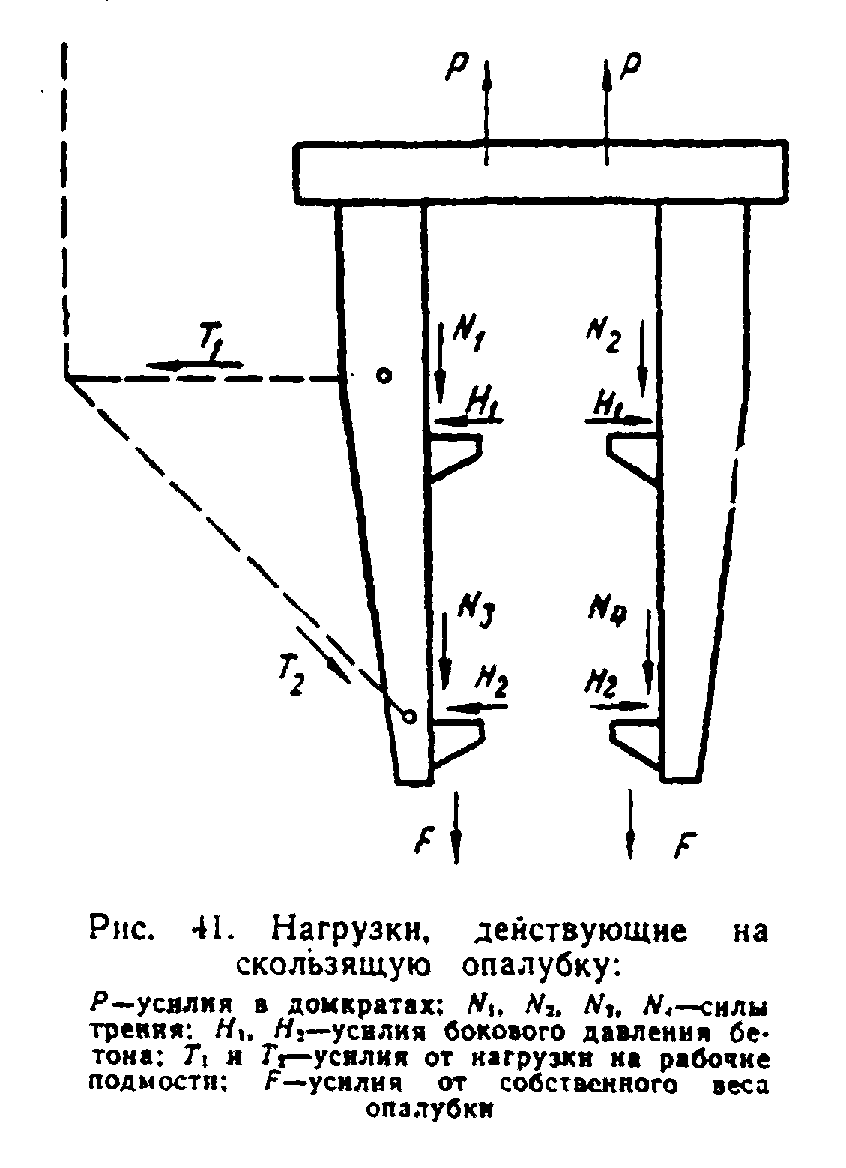 P P
T₁ N₁ N₂
H₁ H₁
N₃ N₄
T₂ H₂ H₂
F F
Рис. 41. Нагрузки, действующие на
скользящую опалубку:
P—усилия в домкратах; N₁, N₂, N₃, N₄—силы
трения; H₁, H₂—усилия бокового давления бе-
тона; T₁ и T₂—усилия от нагрузки на рабочие
подмости; F—усилия от собственного веса
опалубки